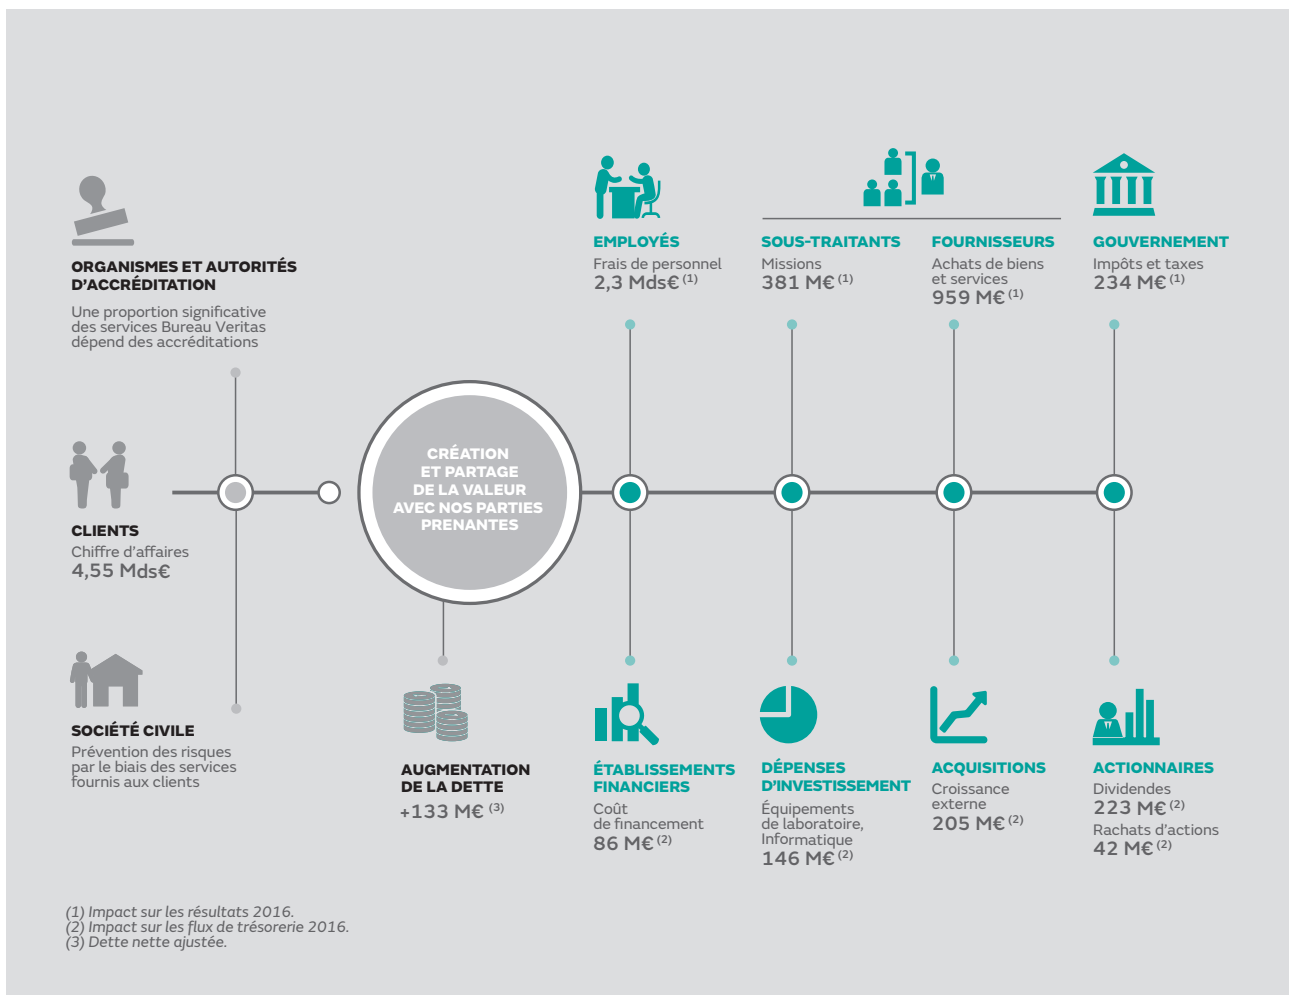 ORGANISMES ET AUTORITÉS
D'ACCRÉDITATION
Une proportion significative
des services Bureau Veritas
dépend des accréditations
CLIENTS
Chiffre d'affaires
4,55 Mds€
SOCIÉTÉ CIVILE
Prévention des risques
par le biais des services
fournis aux clients
CRÉATION
ET PARTAGE
DE LA VALEUR
AVEC NOS PARTIES
PRENANTES
AUGMENTATION
DE LA DETTE
+133 M€ (3)
EMPLOYÉS
Frais de personnel
2,3 Mds€ (1)
SOUS-TRAITANTS
Missions
381 M€ (1)
FOURNISSEURS
Achats de biens
et services
959 M€ (1)
GOUVERNEMENT
Impôts et taxes
234 M€ (1)
ÉTABLISSEMENTS
FINANCIERS
Coût
de financement
86 M€ (2)
DÉPENSES
D'INVESTISSEMENT
Équipements
de laboratoire,
Informatique
146 M€ (2)
ACQUISITIONS
Croissance
externe
205 M€ (2)
ACTIONNAIRES
Dividendes
223 M€ (2)
Rachats d'actions
42 M€ (2)
(1) Impact sur les résultats 2016.
(2) Impact sur les flux de trésorerie 2016.
(3) Dette nette ajustée.